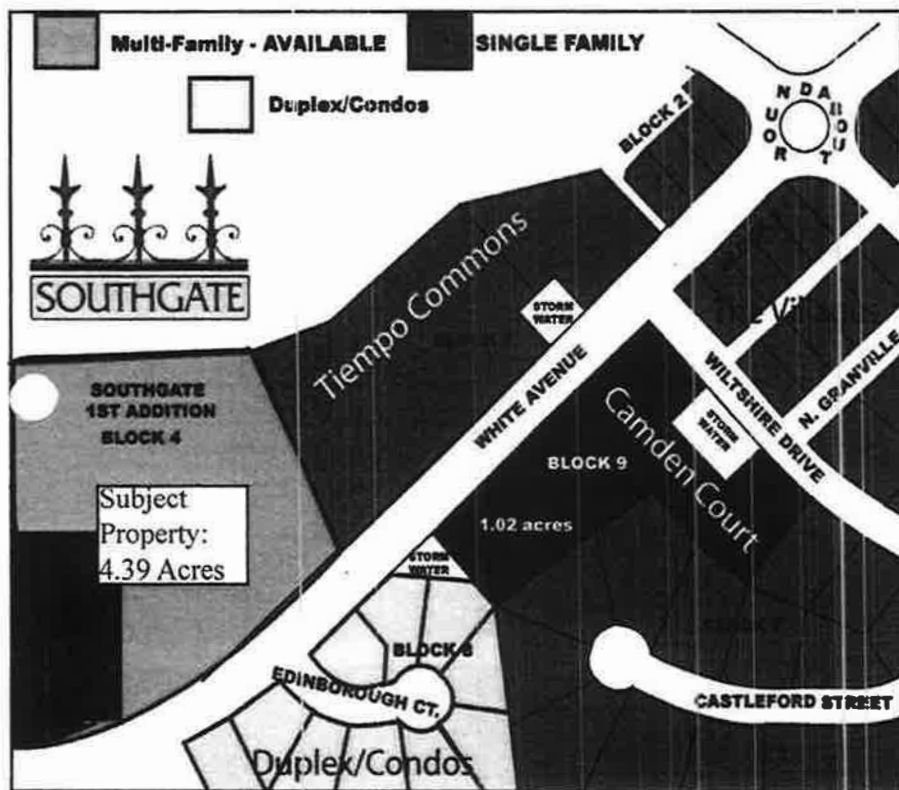 Multi-Family - AVAILABLE
SINGLE FAMILY
Duplex/Condos
SOUTHGATE
BLOCK 2
ROUNDABOUT
Tiempo Commons
STORM
WATER
WHITE AVENUE
WILTSHIRE DRIVE
N. GRANVILLE
SOUTHGATE
1ST ADDITION
BLOCK 4
Subject
Property:
4.39 Acres
Camden Court
STORM
WATER
BLOCK 9
1.02 acres
STORM
WATER
BLOCK 8
EDINBOROUGH CT.
CASTLEFORD STREET
Duplex/Condos